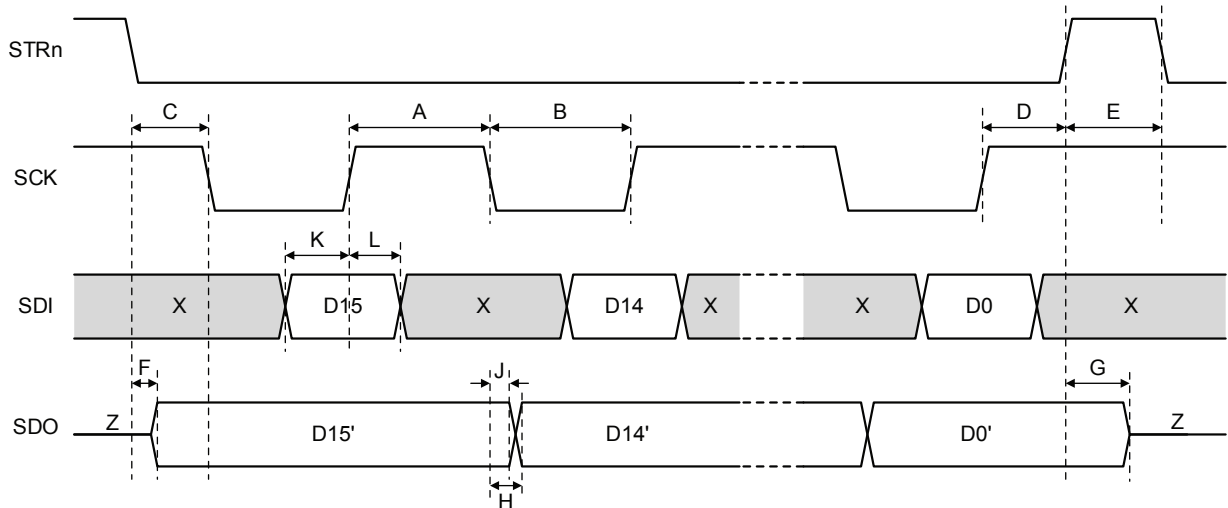 STRn
C A B D E
SCK
K L
SDI X D15 X D14 X X D0 X
F J G
SDO Z D15' D14' D0' Z
H